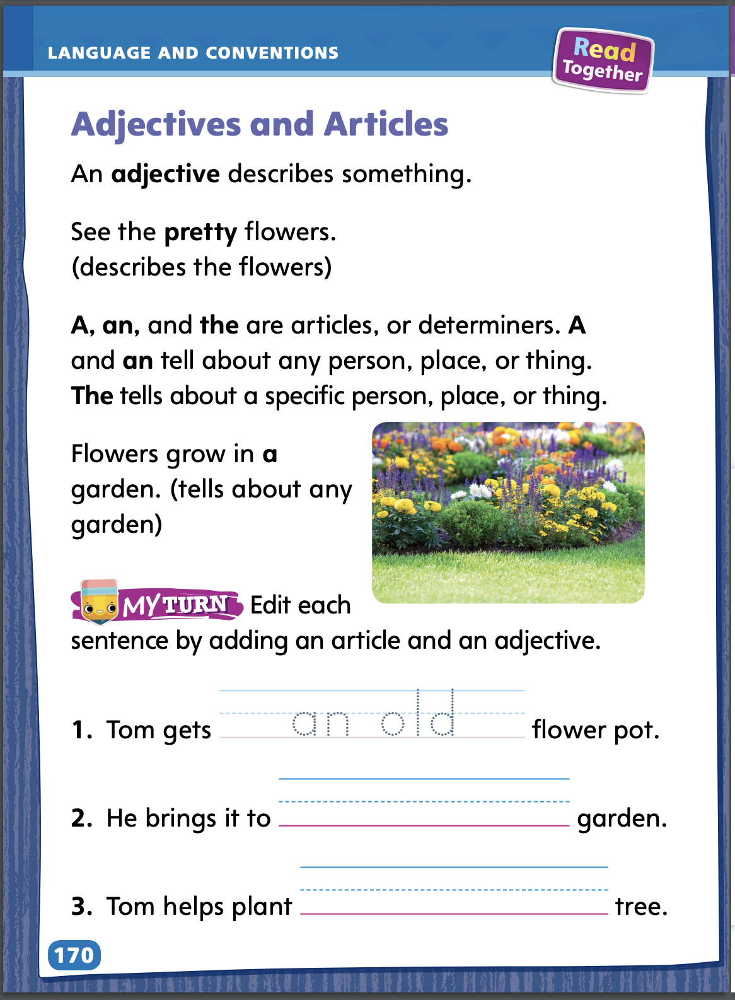 LANGUAGE AND CONVENTIONS
Read
Together
Adjectives and Articles
An adjective describes something.
See the pretty flowers.
(describes the flowers)
A, an, and the are articles, or determiners. A
and an tell about any person, place, or thing.
The tells about a specific person, place, or thing.
Flowers grow in a
garden. (tells about any
garden)
MY TURN Edit each
sentence by adding an article and an adjective.
1. Tom gets an old flower pot.
2. He brings it to garden.
3. Tom helps plant tree.
170